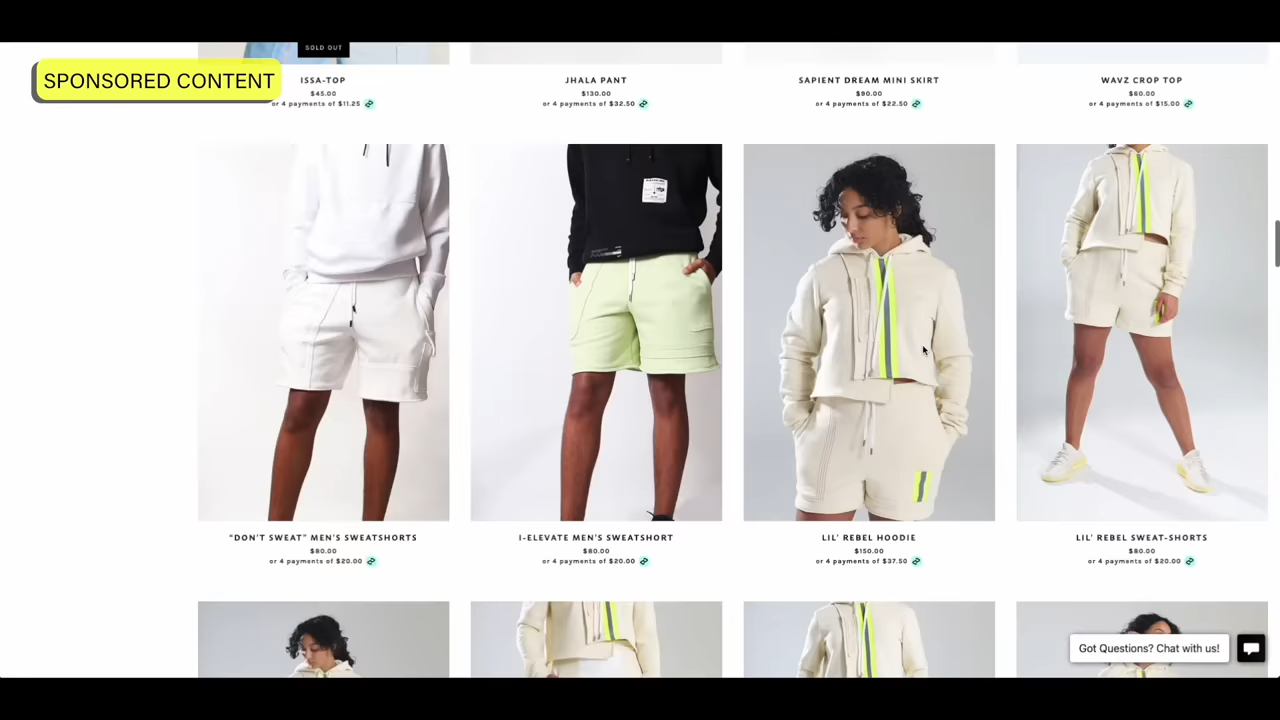 SOLD OUT
SPONSORED CONTENT
ISSA-TOP
$45.00
or 4 payments of $11.25
JHALA PANT
$130.00
or 4 payments of $32.50
SAPIENT DREAM MINI SKIRT
$90.00
or 4 payments of $22.50
WAVZ CROP TOP
$60.00
or 4 payments of $15.00
"DON'T SWEAT" MEN'S SWEATSHORTS
$80.00
or 4 payments of $20.00
I-ELEVATE MEN'S SWEATSHORT
$80.00
or 4 payments of $20.00
LIL' REBEL HOODIE
$150.00
or 4 payments of $37.50
LIL' REBEL SWEAT-SHORTS
$80.00
or 4 payments of $20.00
Got Questions? Chat with us!